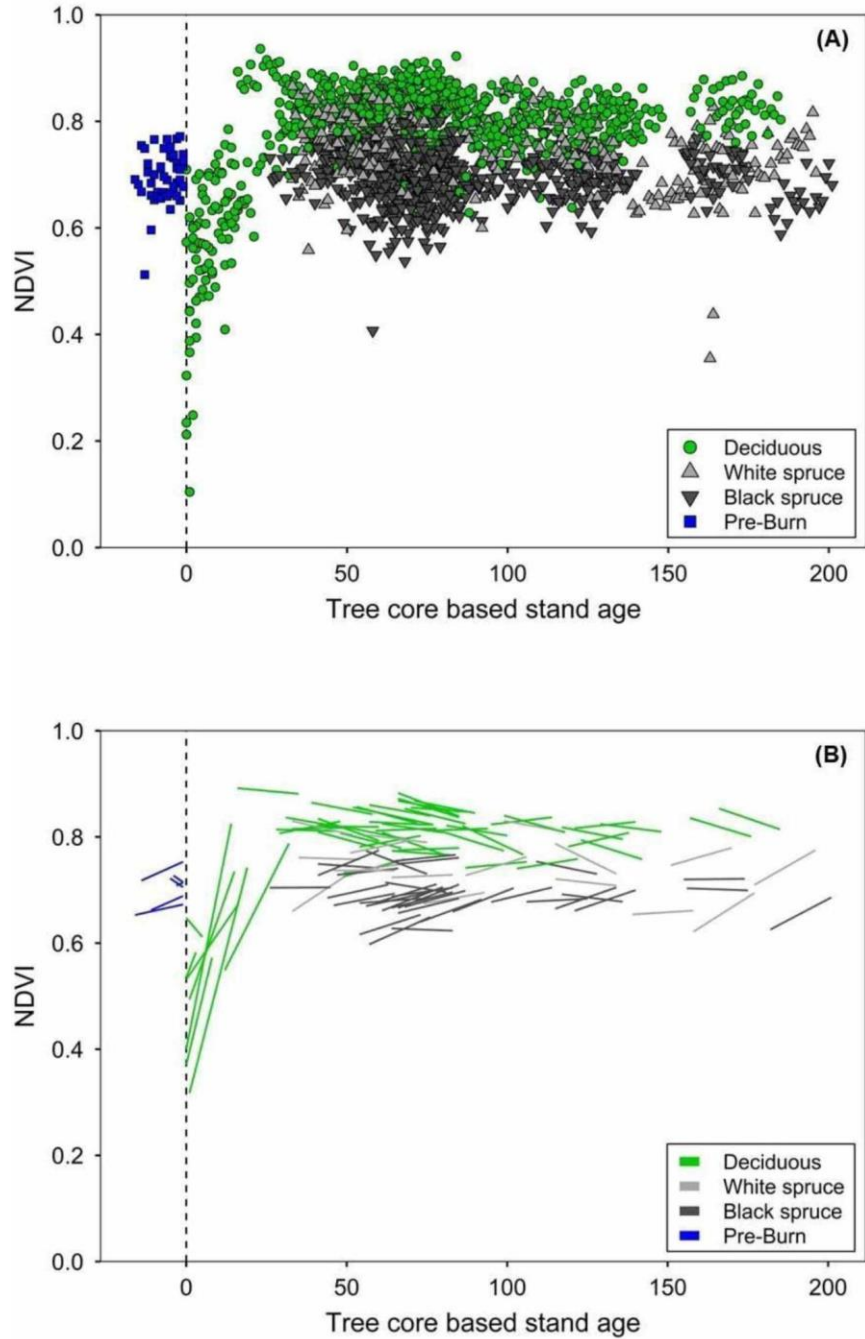 (A)
1.0
0.8
0.6
0.4
0.2
0.0
NDVI
Deciduous
White spruce
Black spruce
Pre-Burn
0 50 100 150 200
Tree core based stand age
(B)
1.0
0.8
0.6
0.4
0.2
0.0
NDVI
Deciduous
White spruce
Black spruce
Pre-Burn
0 50 100 150 200
Tree core based stand age